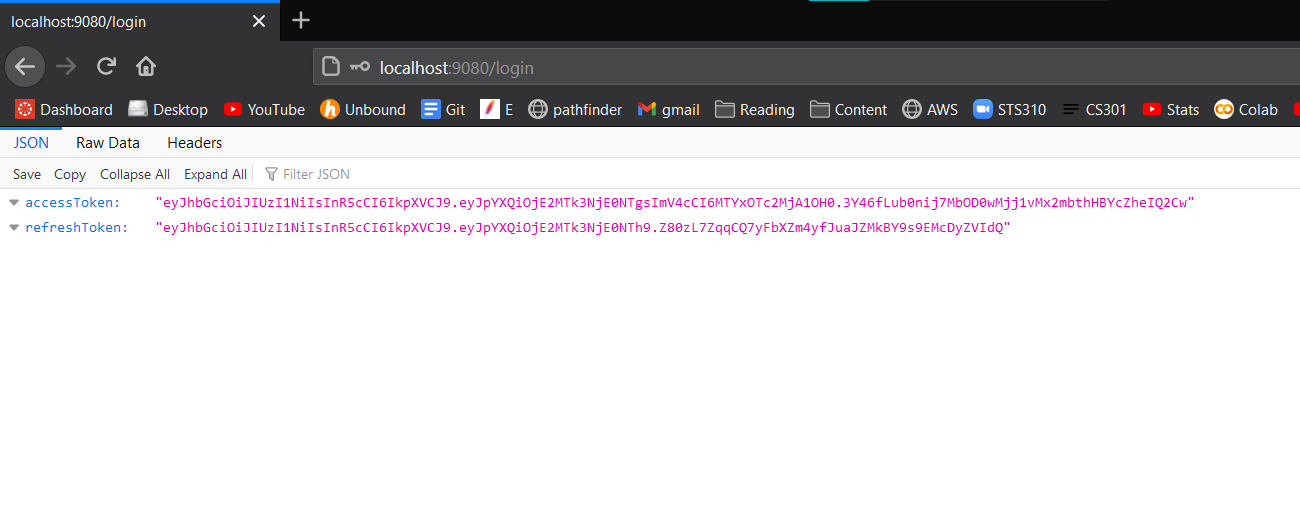 localhost:9080/login
localhost:9080/login
Dashboard Desktop YouTube Unbound Git E pathfinder gmail Reading Content AWS STS310 CS301 Stats Colab
JSON Raw Data Headers
Save Copy Collapse All Expand All Filter JSON
accessToken: "eyJhbGciOiJIUzI1NiIsInR5cCI6IkpXVCJ9.eyJpYXQiOjE2MTk3NjE0NTgsImV4cCI6MTYxOTc2MjA1OH0.3Y46fLub0nij7MbOD0wMjj1vMx2mbthHBYcZheIQ2Cw"
refreshToken: "eyJhbGciOiJIUzI1NiIsInR5cCI6IkpXVCJ9.eyJpYXQiOjE2MTk3NjE0NTh9.Z80zL7ZqqCQ7yFbXZm4yfJuaJZMkBY9s9EMcDyZVIdQ"